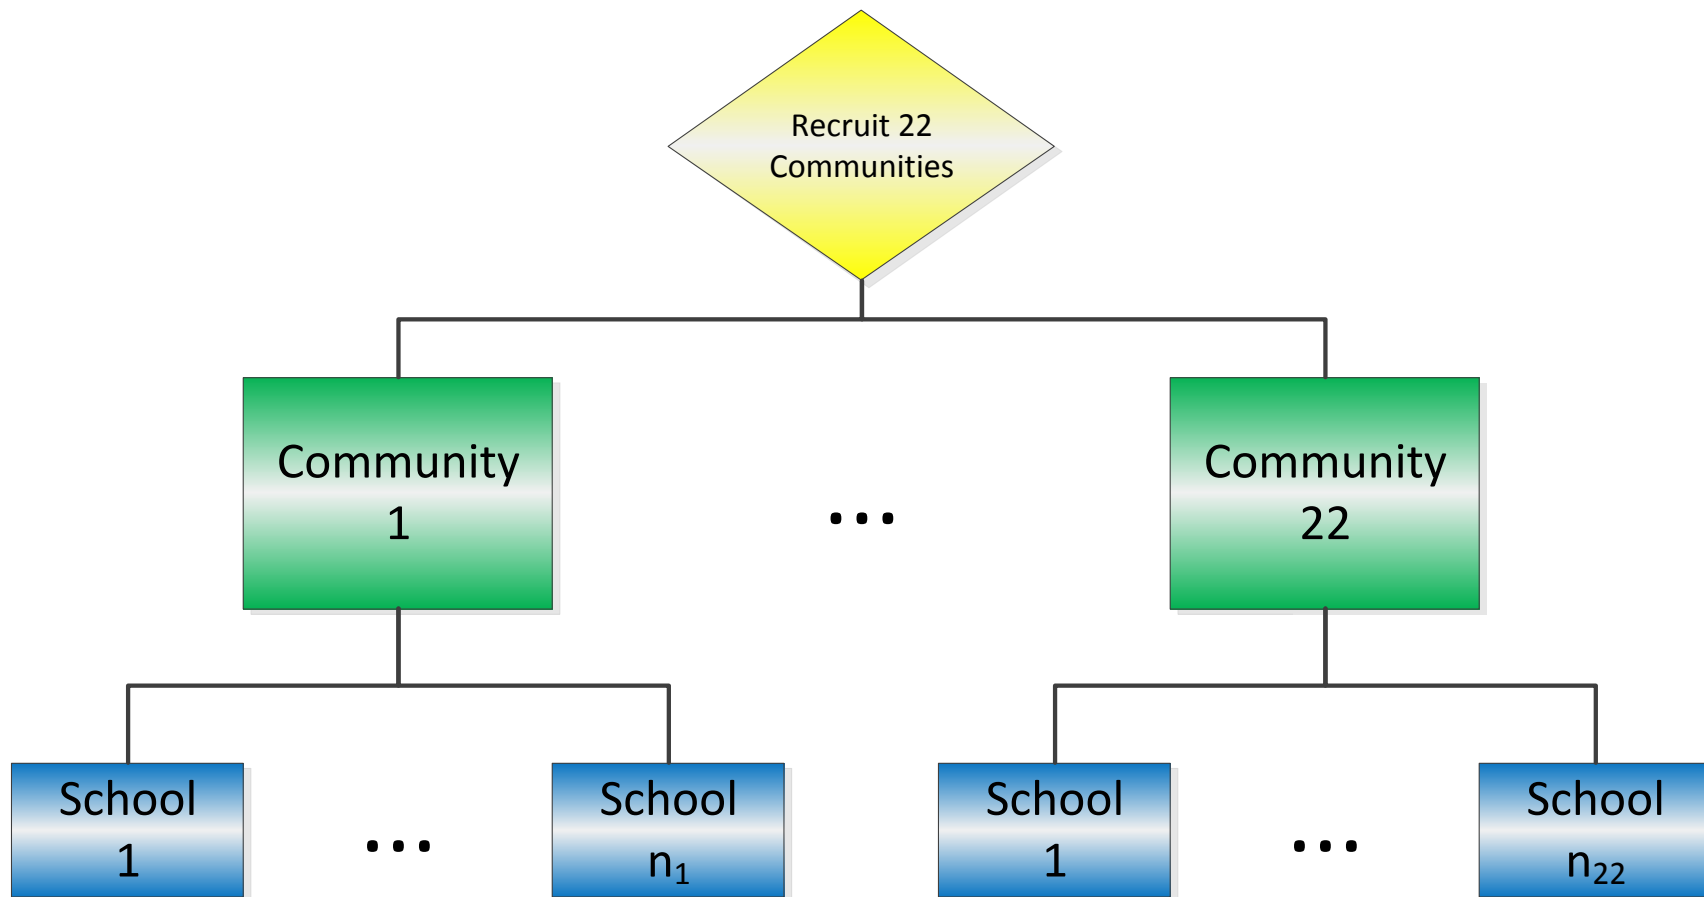 Recruit 22
Communities
Community
1
...
Community
22
School
1
...
School
n₁
School
1
...
School
n₂₂